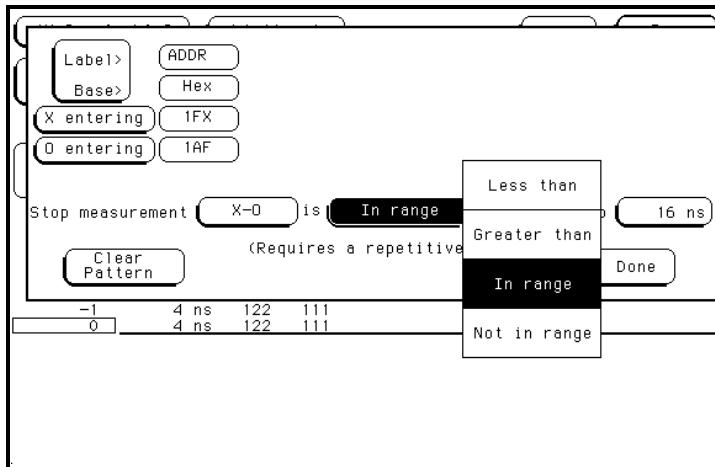 Label> ADDR
Base> Hex
X entering 1FX
O entering 1AF
Less than
Stop measurement X-O is In range 16 ns
Greater than
(Requires a repetitive
Clear
Pattern
Done
In range
-1 4 ns 122 111
0 4 ns 122 111
Not in range